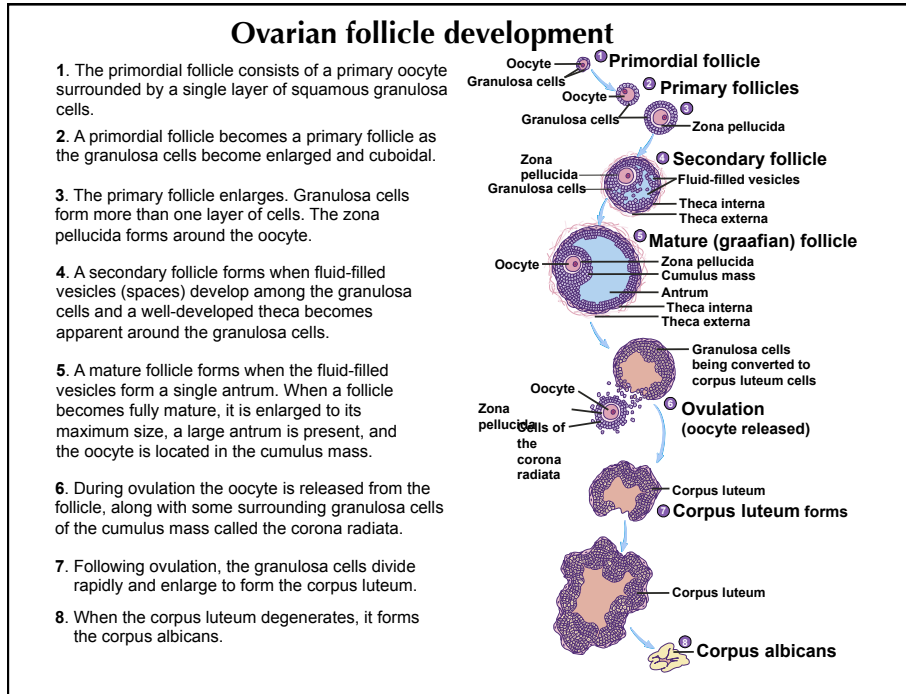 Ovarian follicle development
1. The primordial follicle consists of a primary oocyte
surrounded by a single layer of squamous granulosa
cells.
2. A primordial follicle becomes a primary follicle as
the granulosa cells become enlarged and cuboidal.
3. The primary follicle enlarges. Granulosa cells
form more than one layer of cells. The zona
pellucida forms around the oocyte.
4. A secondary follicle forms when fluid-filled
vesicles (spaces) develop among the granulosa
cells and a well-developed theca becomes
apparent around the granulosa cells.
5. A mature follicle forms when the fluid-filled
vesicles form a single antrum. When a follicle
becomes fully mature, it is enlarged to its
maximum size, a large antrum is present, and
the oocyte is located in the cumulus mass.
6. During ovulation the oocyte is released from the
follicle, along with some surrounding granulosa cells
of the cumulus mass called the corona radiata.
7. Following ovulation, the granulosa cells divide
rapidly and enlarge to form the corpus luteum.
8. When the corpus luteum degenerates, it forms
the corpus albicans.
1 Primordial follicle
Oocyte
Granulosa cells
2 Primary follicles
Oocyte
Granulosa cells
3
Zona pellucida
4 Secondary follicle
Zona
pellucida
Granulosa cells
Fluid-filled vesicles
Theca interna
Theca externa
5 Mature (graafian) follicle
Oocyte
Zona pellucida
Cumulus mass
Antrum
Theca interna
Theca externa
Granulosa cells
being converted to
corpus luteum cells
Oocyte
Zona
pellucida
Cells of
the
corona
radiata
6 Ovulation
(oocyte released)
Corpus luteum
7 Corpus luteum forms
Corpus luteum
8 Corpus albicans